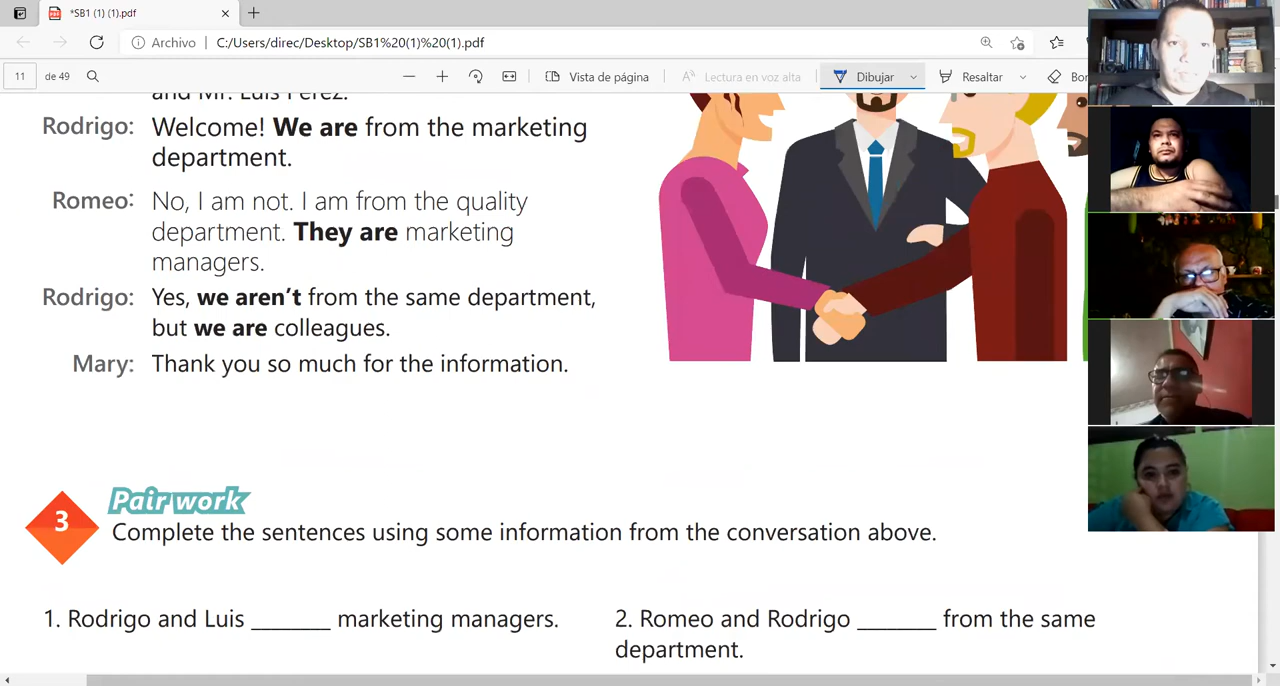 *SB1 (1) (1).pdf
Archivo C:/Users/direc/Desktop/SB1%20(1)%20(1).pdf
11 de 49 Vista de página Lectura en voz alta Dibujar Resaltar Bor
and Mr. Luis Perez.
Rodrigo: Welcome! We are from the marketing
department.
Romeo: No, I am not. I am from the quality
department. They are marketing
managers.
Rodrigo: Yes, we aren't from the same department,
but we are colleagues.
Mary: Thank you so much for the information.
3 Pair work
Complete the sentences using some information from the conversation above.
1. Rodrigo and Luis _______ marketing managers.
2. Romeo and Rodrigo _______ from the same
department.